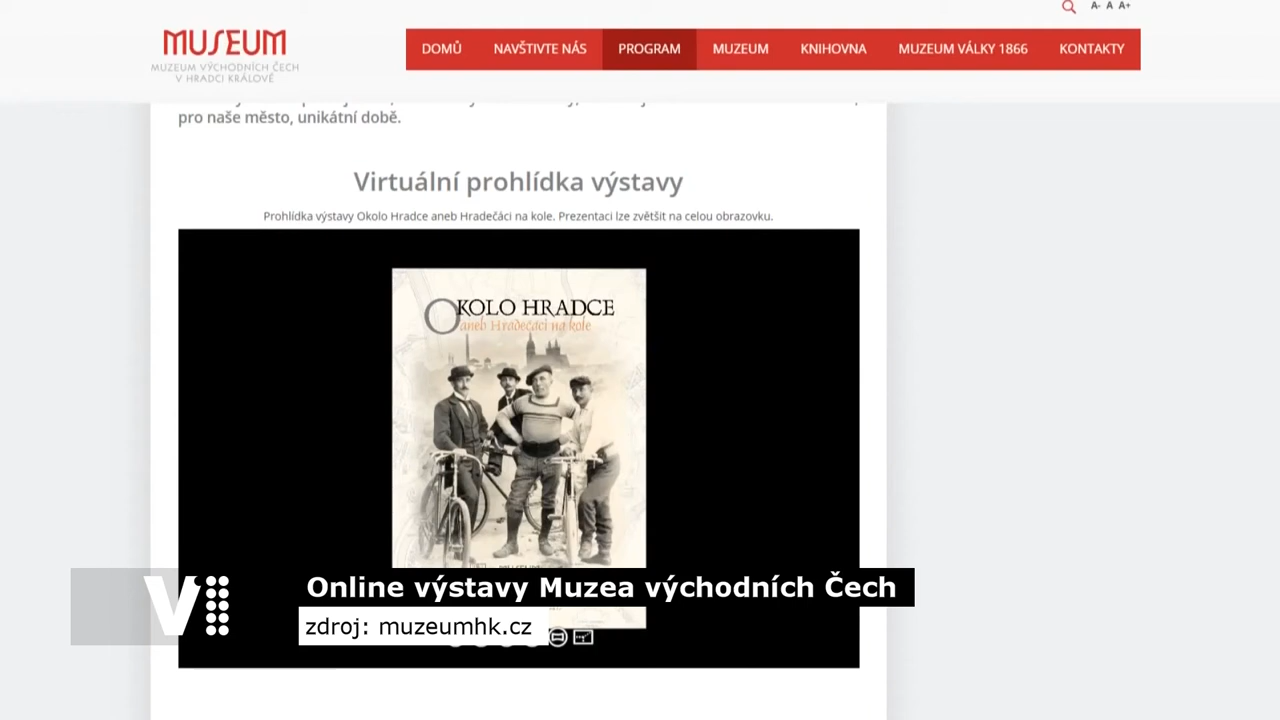 A- A A+
MUSEUM
MUZEUM VÝCHODNÍCH ČECH
V HRADCI KRÁLOVÉ
DOMŮ NAVŠTIVTE NÁS PROGRAM MUZEUM KNIHOVNA MUZEUM VÁLKY 1866 KONTAKTY
pro naše město, unikátní době.
Virtuální prohlídka výstavy
Prohlídka výstavy Okolo Hradce aneb Hradečáci na kole. Prezentaci lze zvětšit na celou obrazovku.
OKOLO HRADCE
aneb Hradečáci na kole
Online výstavy Muzea východních Čech
zdroj: muzeumhk.cz